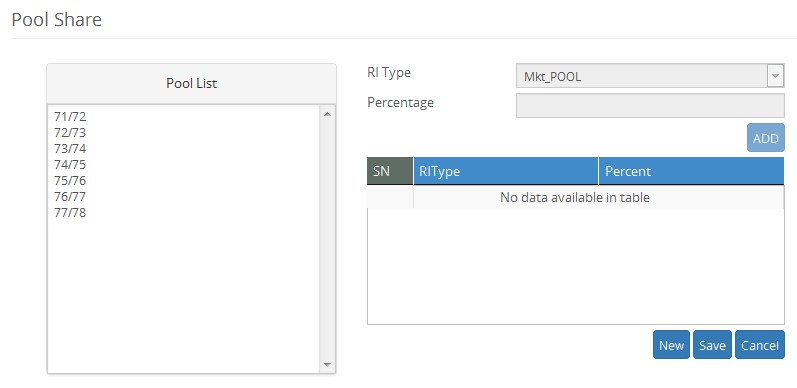 Pool Share
Pool List
71/72
72/73
73/74
74/75
75/76
76/77
77/78
RI Type
Mkt_POOL
Percentage
ADD
SN RIType Percent
No data available in table
New Save Cancel